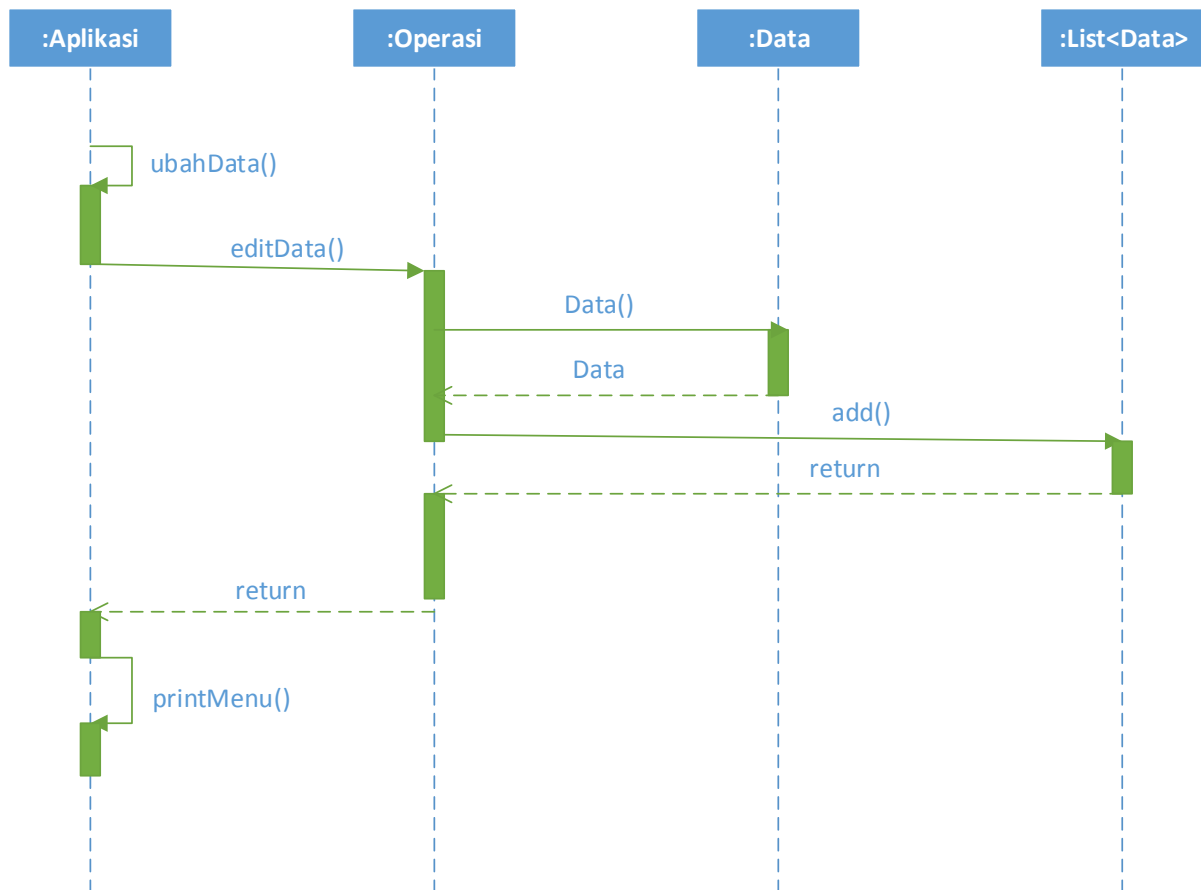 :Aplikasi
:Operasi
:Data
:List<Data>
ubahData()
editData()
Data()
Data
add()
return
return
printMenu()